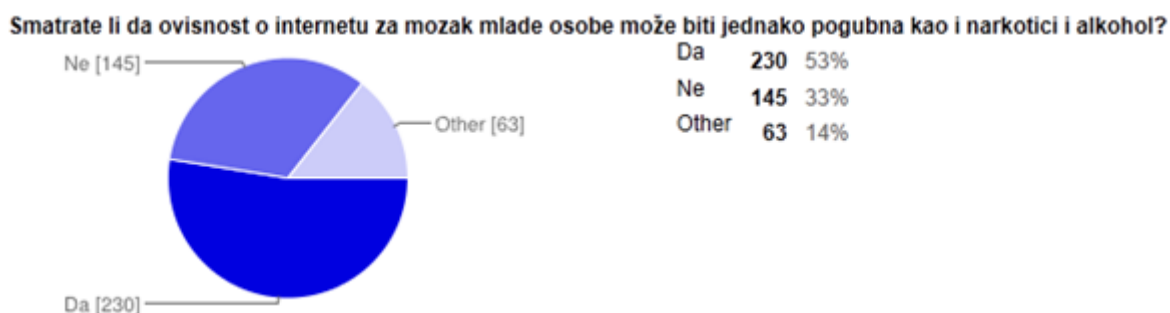 Smatrate li da ovisnost o internetu za mozak mlade osobe može biti jednako pogubna kao i narkotici i alkohol?
Ne [145]
Other [63]
Da [230]
Da 230 53%
Ne 145 33%
Other 63 14%